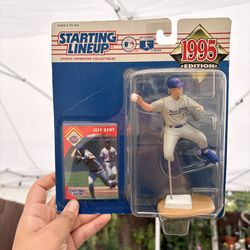 STARTING
LINEUP
SPORTS SUPERSTAR COLLECTIBLES
1995
EDITION
JEFF KENT